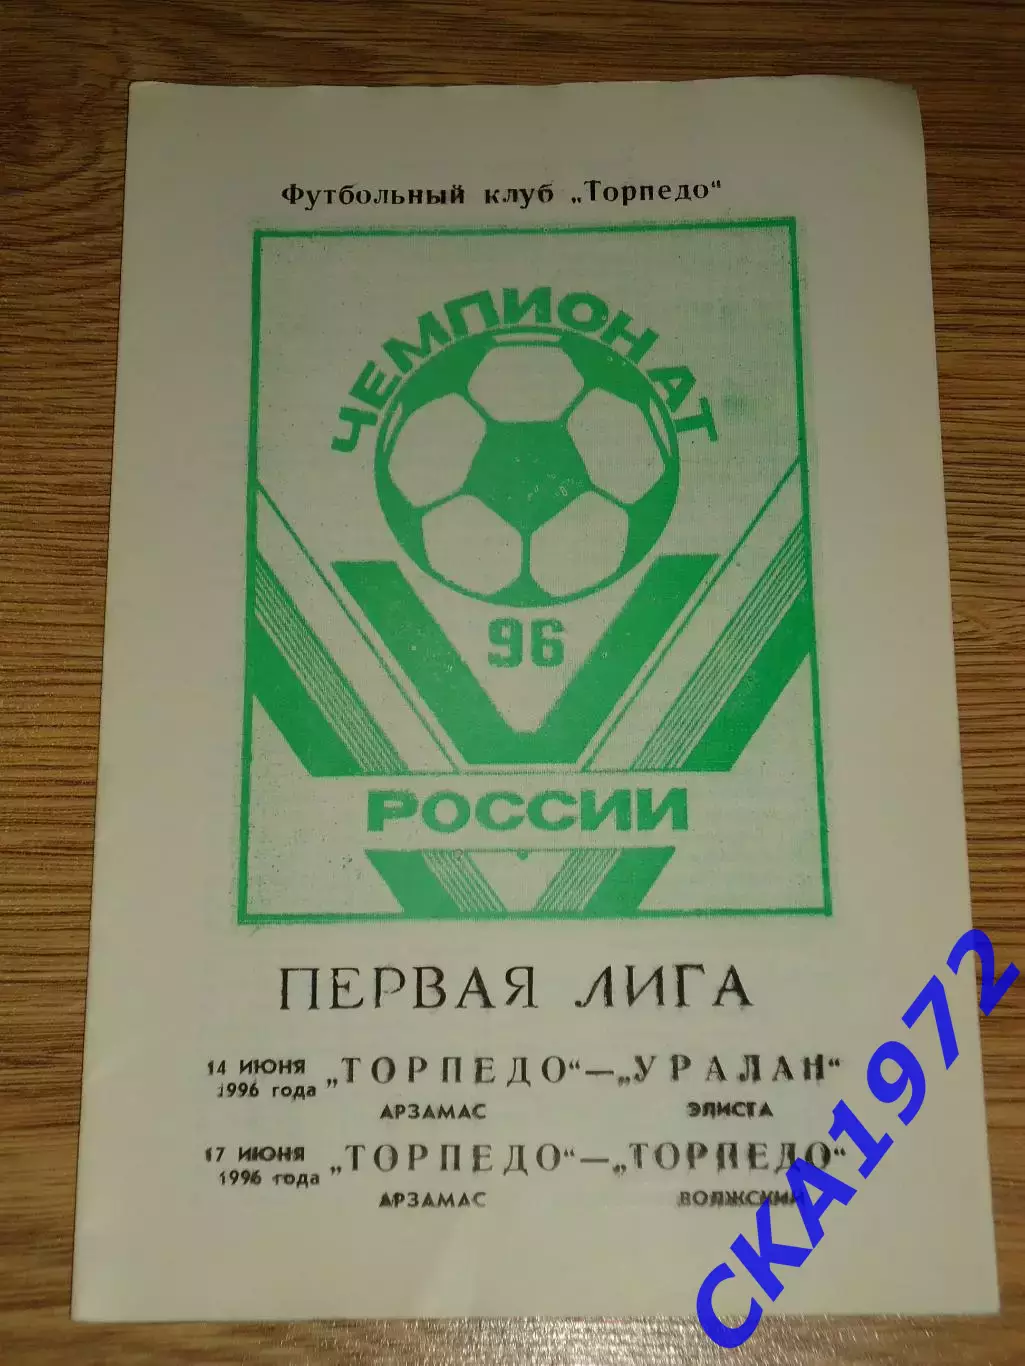 Футбольный клуб „Торпедо“
ЧЕМПИОНАТ
96
РОССИИ
ПЕРВАЯ ЛИГА
14 ИЮНЯ „ТОРПЕДО“—„УРАЛАН“
1996 года АРЗАМАС ЭЛИСТА
17 ИЮНЯ „ТОРПЕДО“—„ТОРПЕДО“
1996 года АРЗАМАС ВОЛЖСКИЙ
СКА1972